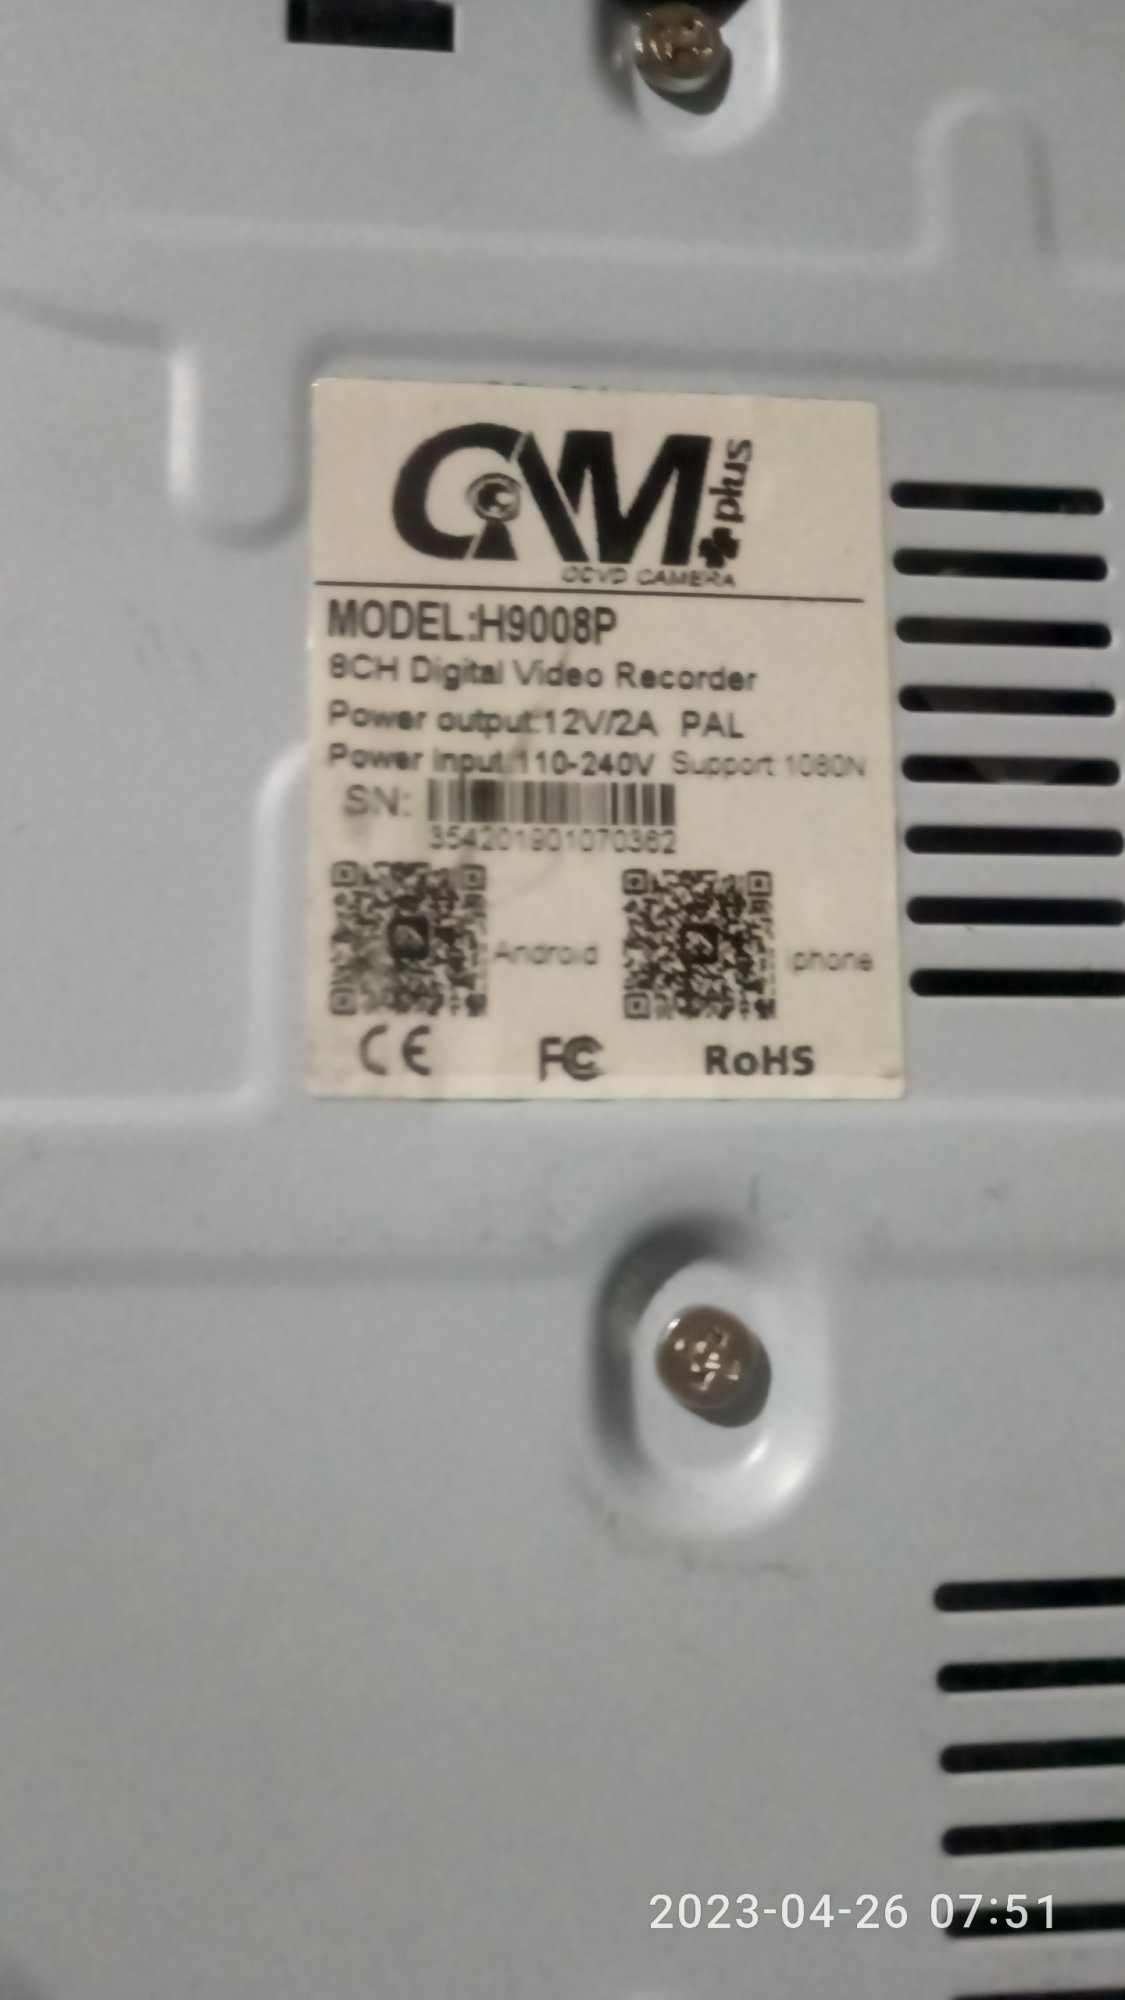 CAM plus
CCVD CAMERA
MODEL:H9008P
8CH Digital Video Recorder
Power output:12V/2A PAL
Power input:110-240V Support:1080N
SN:
354201901070362
Android
iphone
CE FC RoHS
2023-04-26 07:51